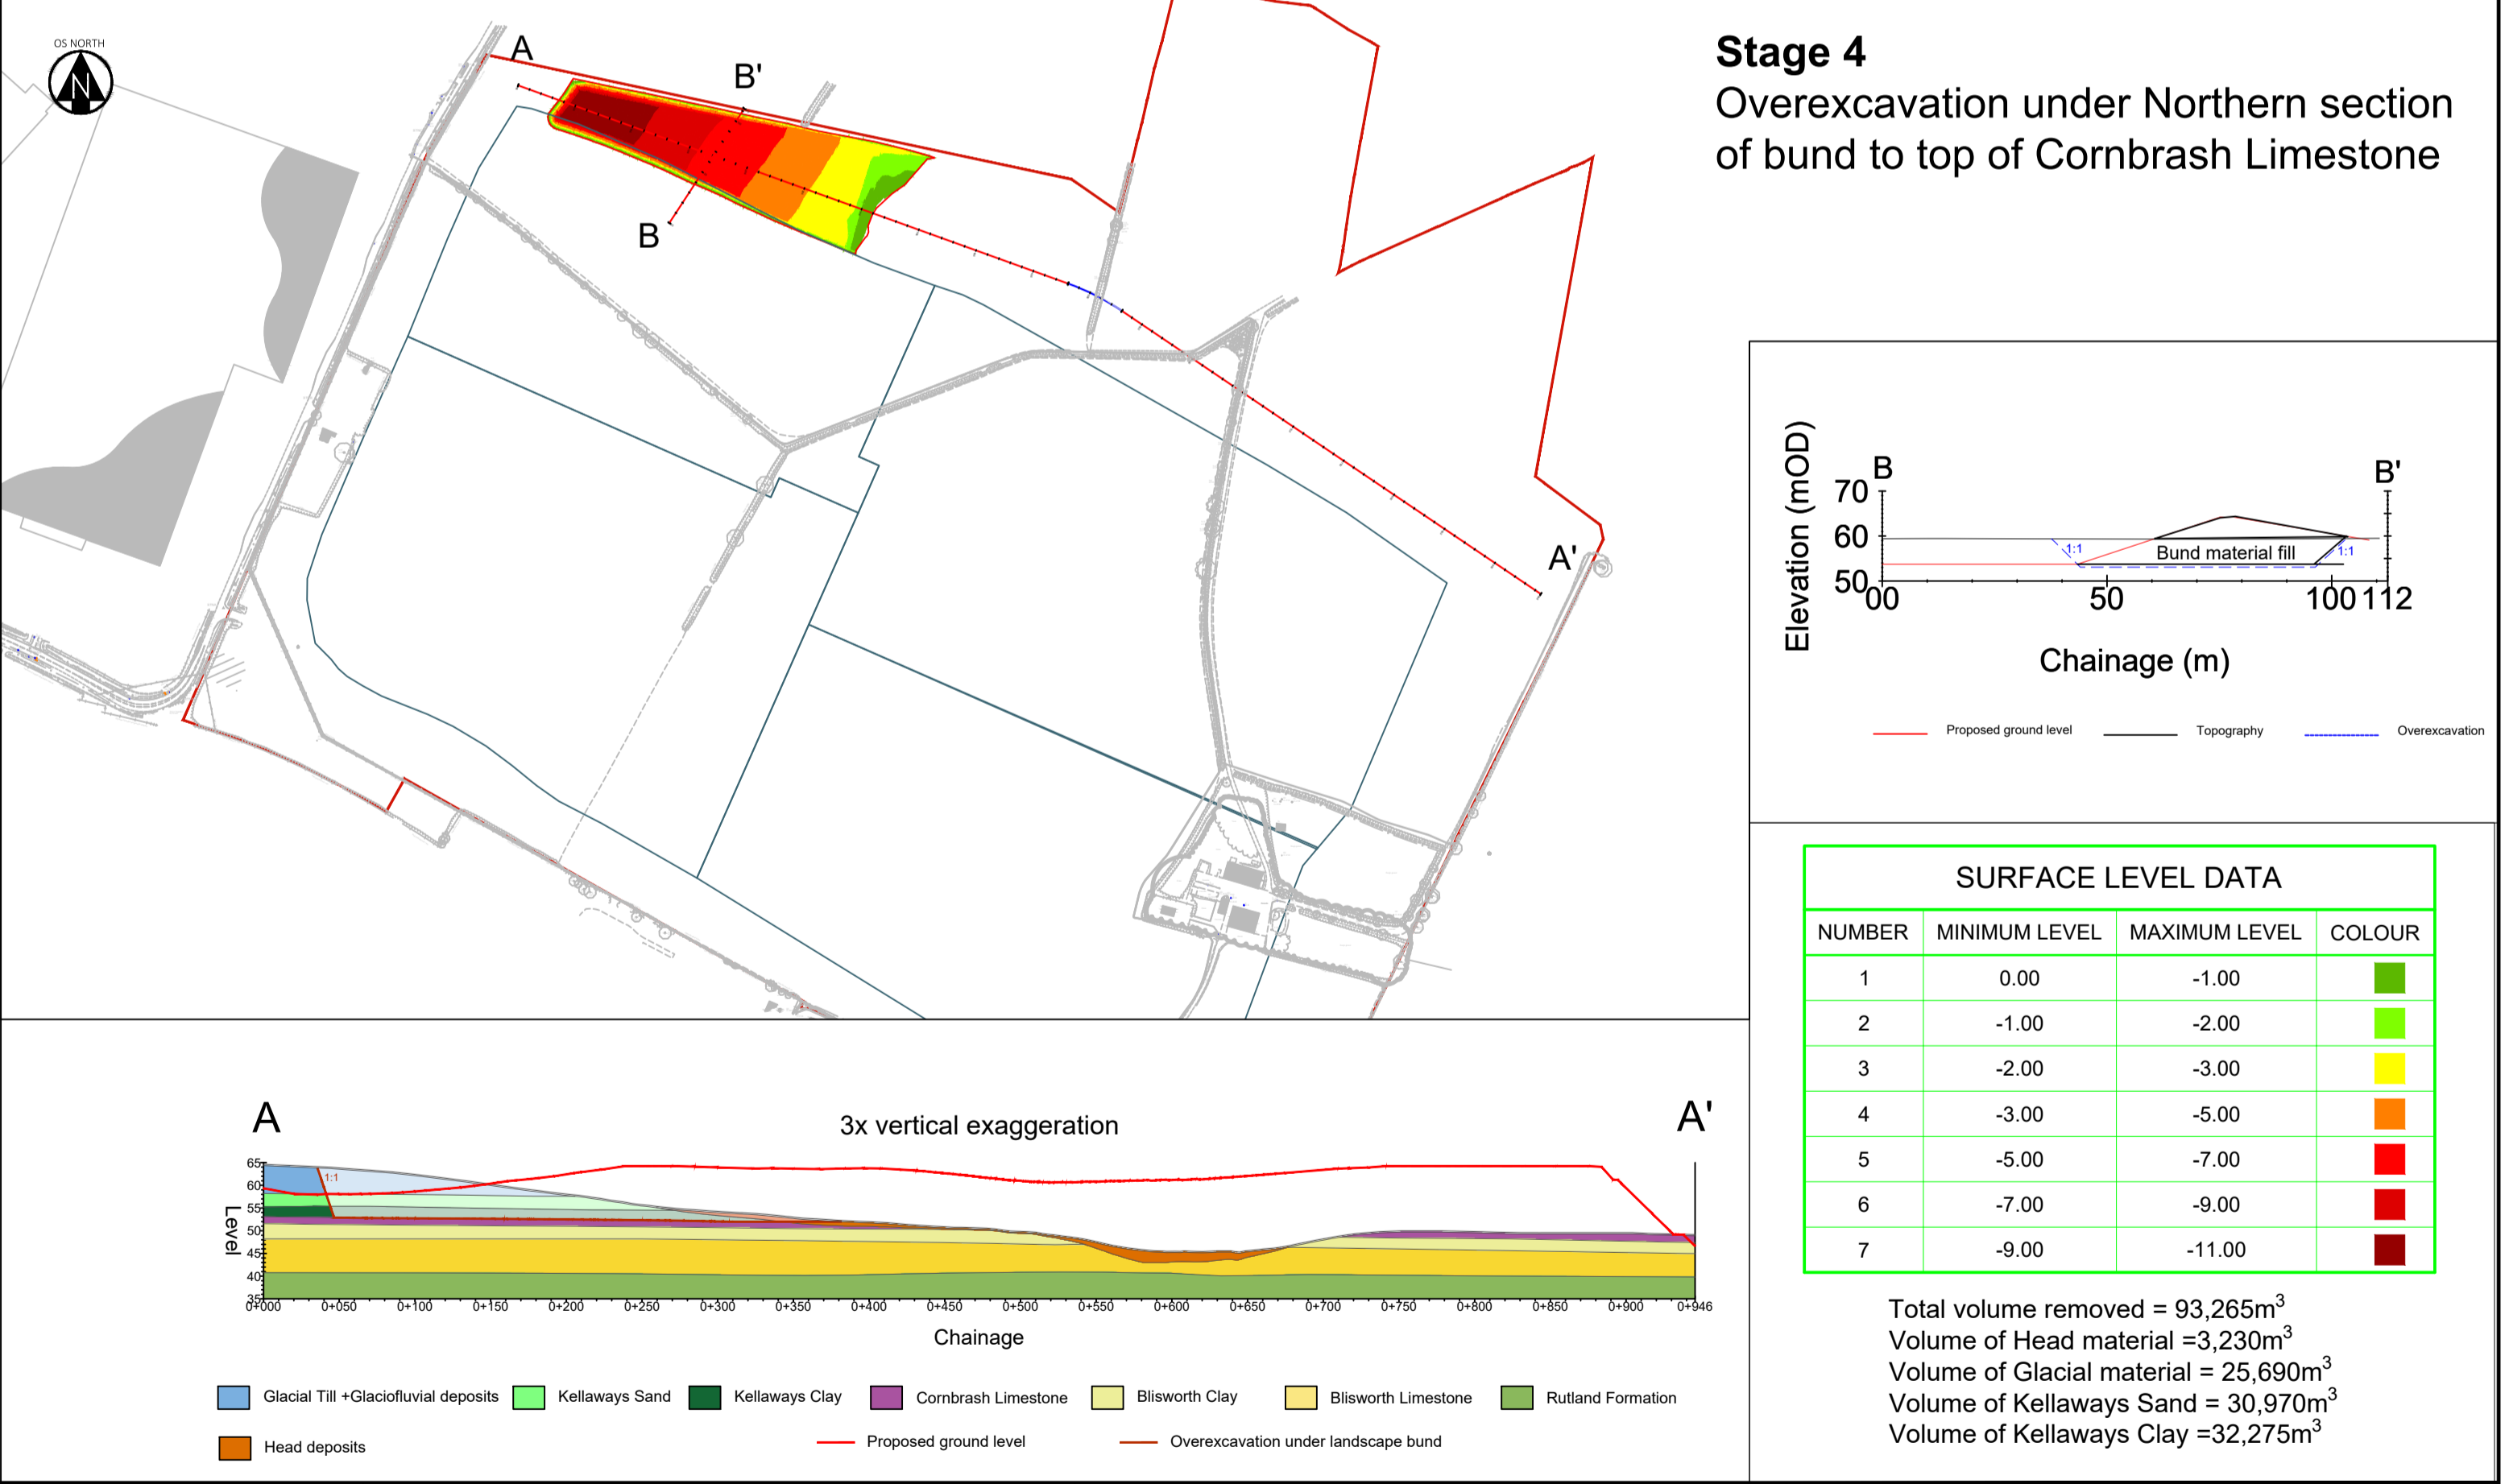 OS NORTH
N
A
B'
B
A'
Stage 4
Overexcavation under Northern section
of bund to top of Cornbrash Limestone
Elevation (mOD)
B
B'
70
60
50
1:1
Bund material fill
1:1
00
50
100
112
Chainage (m)
Proposed ground level
Topography
Overexcavation
SURFACE LEVEL DATA
NUMBER MINIMUM LEVEL MAXIMUM LEVEL COLOUR
1 0.00 -1.00
2 -1.00 -2.00
3 -2.00 -3.00
4 -3.00 -5.00
5 -5.00 -7.00
6 -7.00 -9.00
7 -9.00 -11.00
Total volume removed = 93,265m³
Volume of Head material =3,230m³
Volume of Glacial material = 25,690m³
Volume of Kellaways Sand = 30,970m³
Volume of Kellaways Clay =32,275m³
A
3x vertical exaggeration
A'
Level
65
60
55
50
45
40
35
1:1
0+000 0+050 0+100 0+150 0+200 0+250 0+300 0+350 0+400 0+450 0+500 0+550 0+600 0+650 0+700 0+750 0+800 0+850 0+900 0+946
Chainage
Glacial Till +Glaciofluvial deposits
Kellaways Sand
Kellaways Clay
Cornbrash Limestone
Blisworth Clay
Blisworth Limestone
Rutland Formation
Head deposits
Proposed ground level
Overexcavation under landscape bund